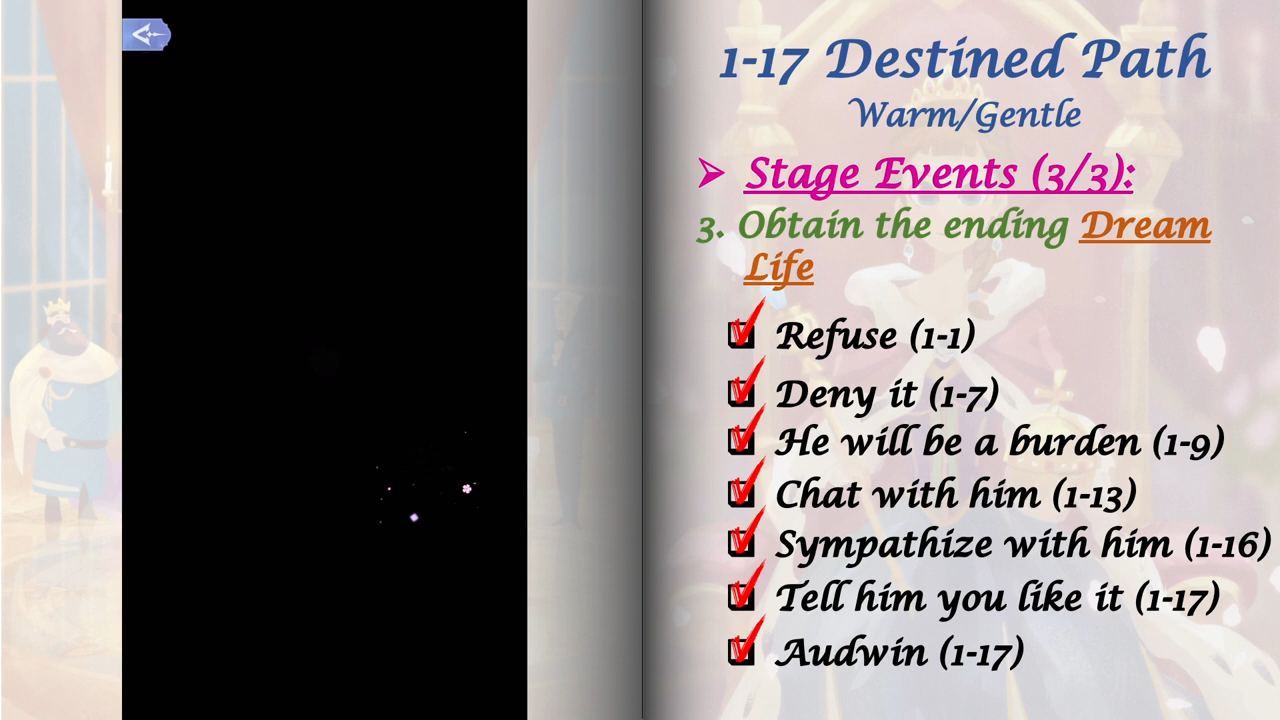 1-17 Destined Path
Warm/Gentle
Stage Events (3/3):
3. Obtain the ending Dream
Life
Refuse (1-1)
Deny it (1-7)
He will be a burden (1-9)
Chat with him (1-13)
Sympathize with him (1-16)
Tell him you like it (1-17)
Audwin (1-17)